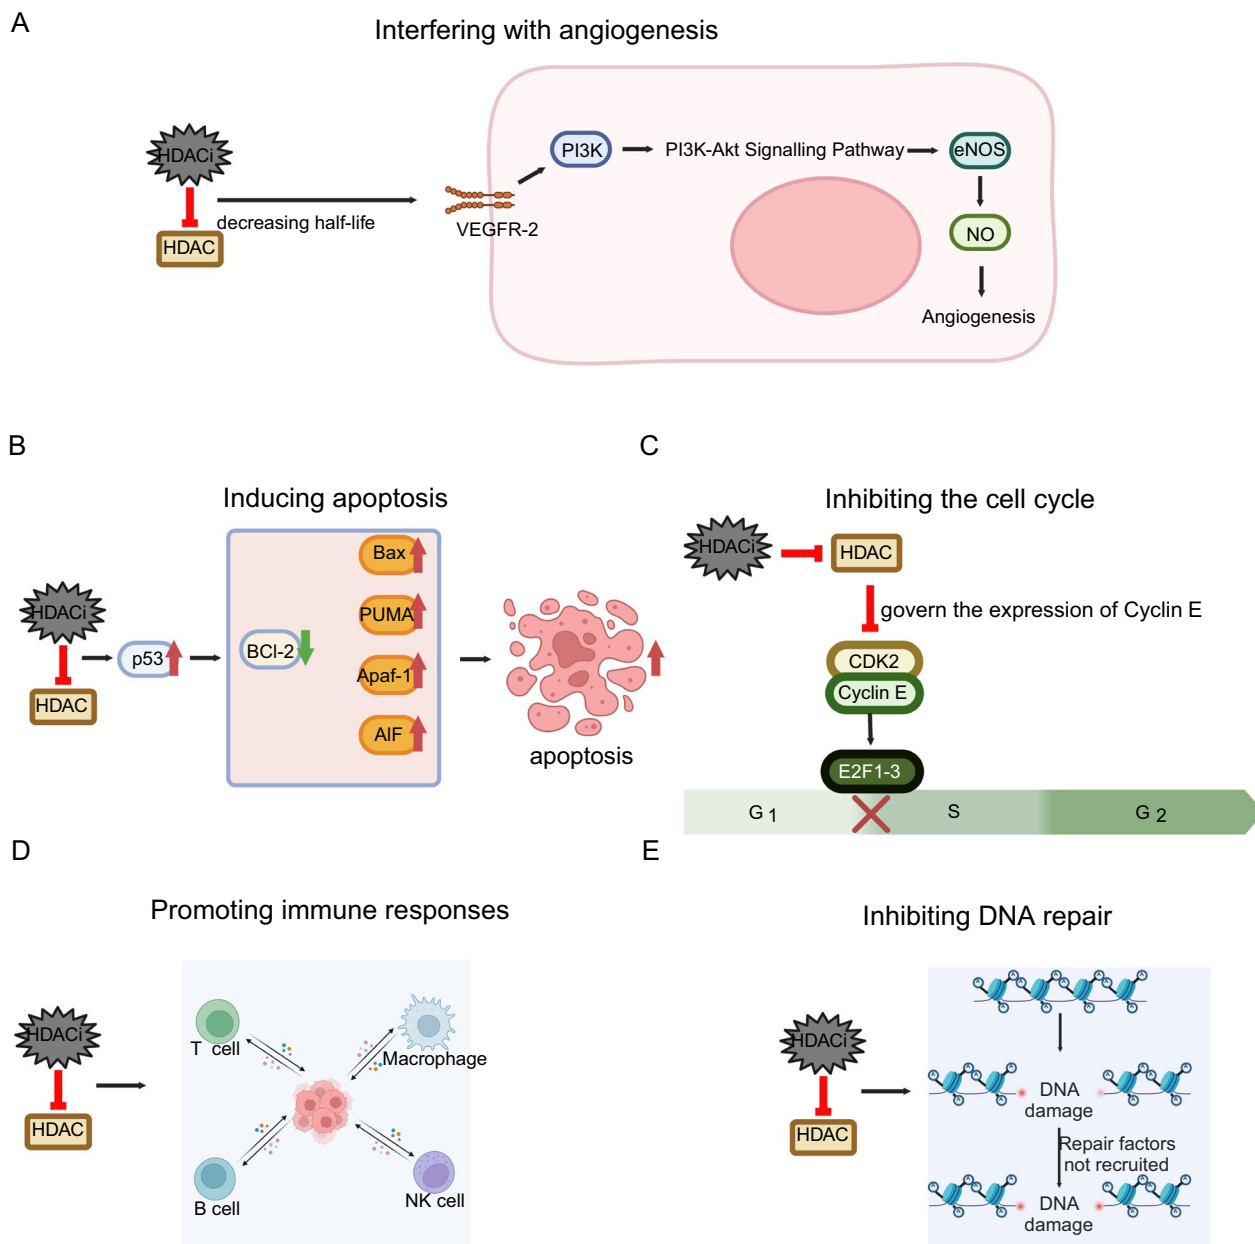 A
Interfering with angiogenesis
HDACi
HDAC
decreasing half-life
VEGFR-2
PI3K
PI3K-Akt Signalling Pathway
eNOS
NO
Angiogenesis
B
Inducing apoptosis
HDACi
HDAC
p53
BCl-2
Bax
PUMA
Apaf-1
AIF
apoptosis
C
Inhibiting the cell cycle
HDACi
HDAC
govern the expression of Cyclin E
CDK2
Cyclin E
E2F1-3
G 1
S
G 2
D
Promoting immune responses
HDACi
HDAC
T cell
Macrophage
B cell
NK cell
E
Inhibiting DNA repair
HDACi
HDAC
DNA
damage
Repair factors
not recruited
DNA
damage